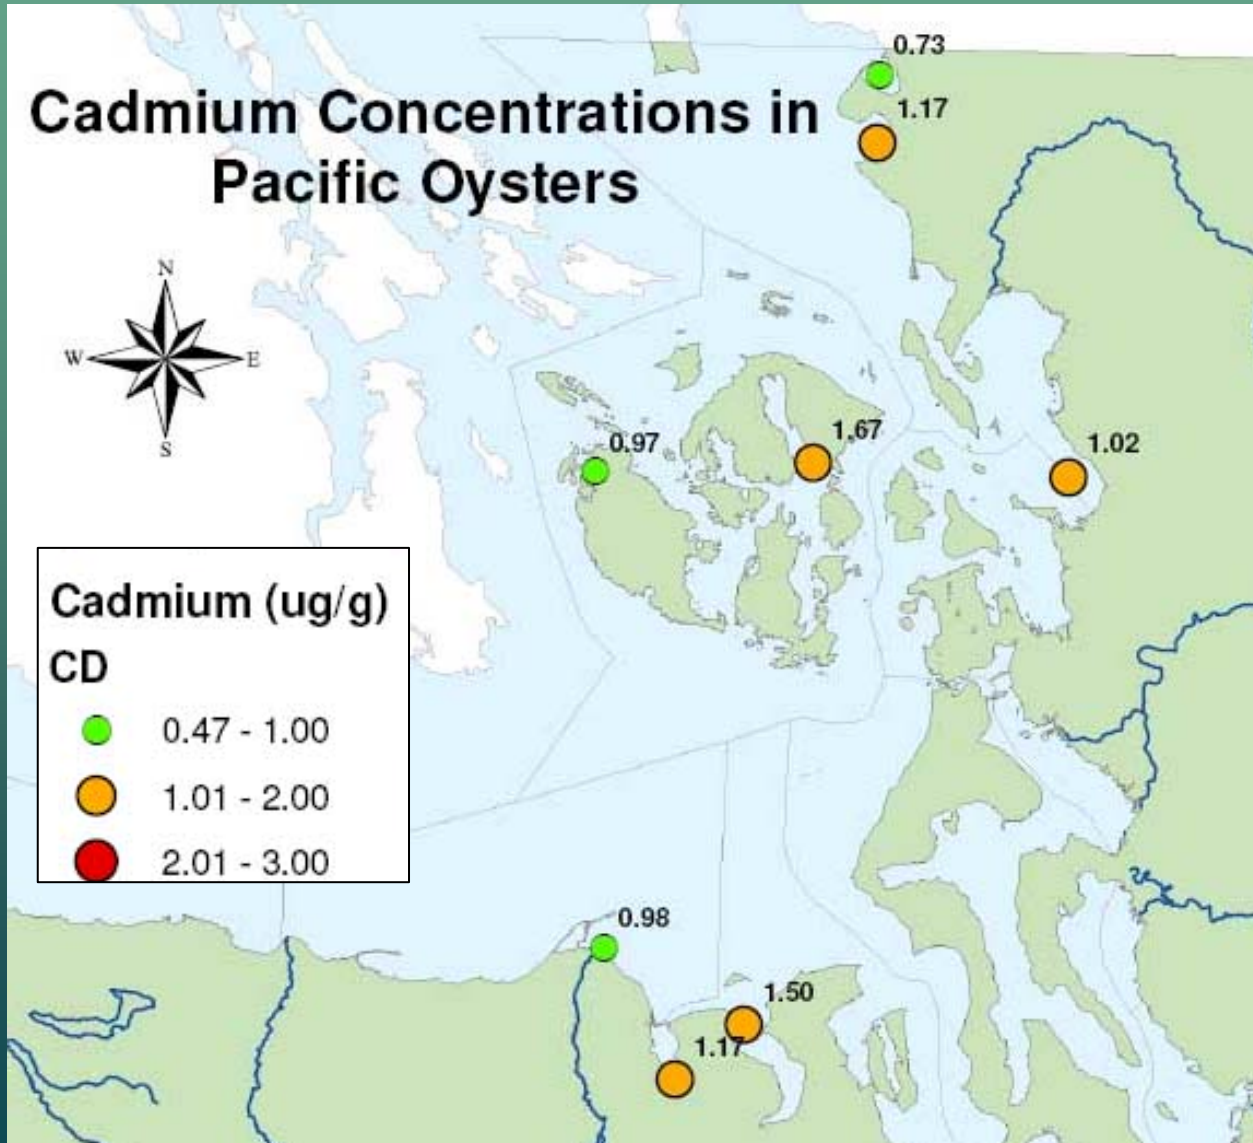 0.73
Cadmium Concentrations in
Pacific Oysters
1.17
N
W E
S
0.97
1.67
1.02
Cadmium (ug/g)
CD
0.47 - 1.00
1.01 - 2.00
2.01 - 3.00
0.98
1.50
1.17